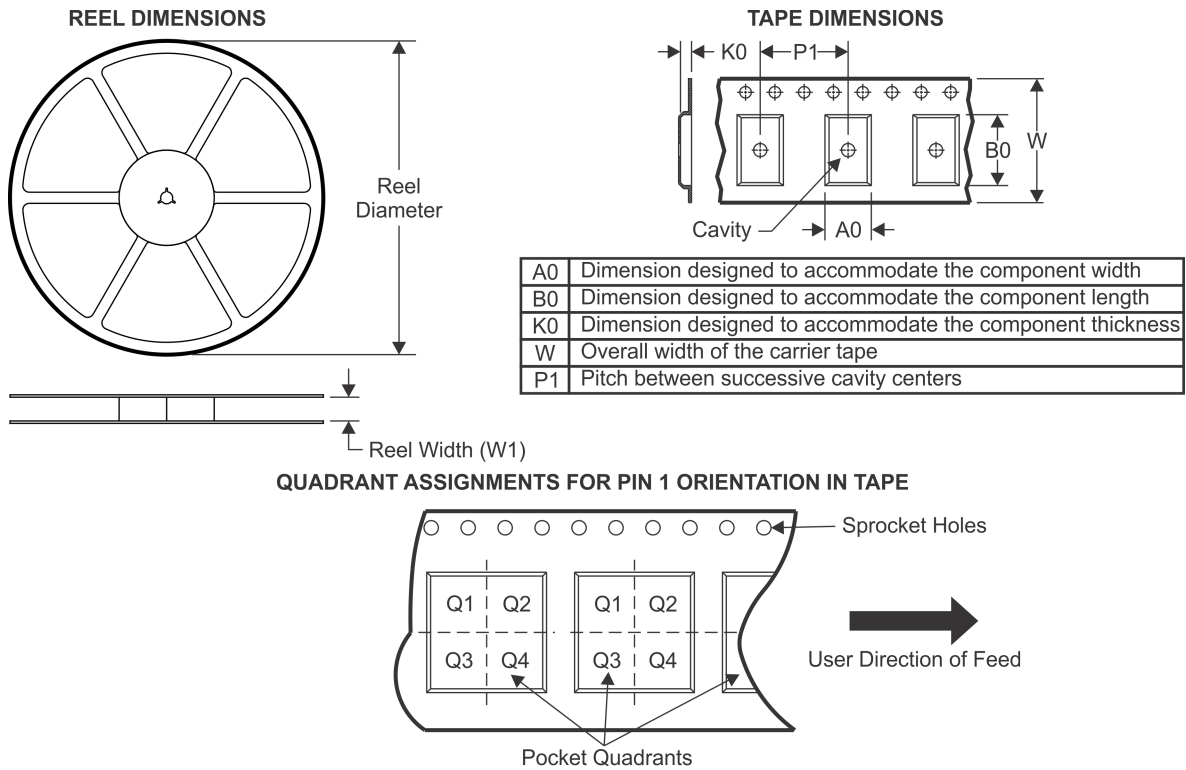 REEL DIMENSIONS
Reel
Diameter
Reel Width (W1)
TAPE DIMENSIONS
K0
P1
B0
W
Cavity
A0
A0 Dimension designed to accommodate the component width
B0 Dimension designed to accommodate the component length
K0 Dimension designed to accommodate the component thickness
W Overall width of the carrier tape
P1 Pitch between successive cavity centers
QUADRANT ASSIGNMENTS FOR PIN 1 ORIENTATION IN TAPE
Sprocket Holes
Q1 Q2 Q1 Q2
Q3 Q4 Q3 Q4
User Direction of Feed
Pocket Quadrants